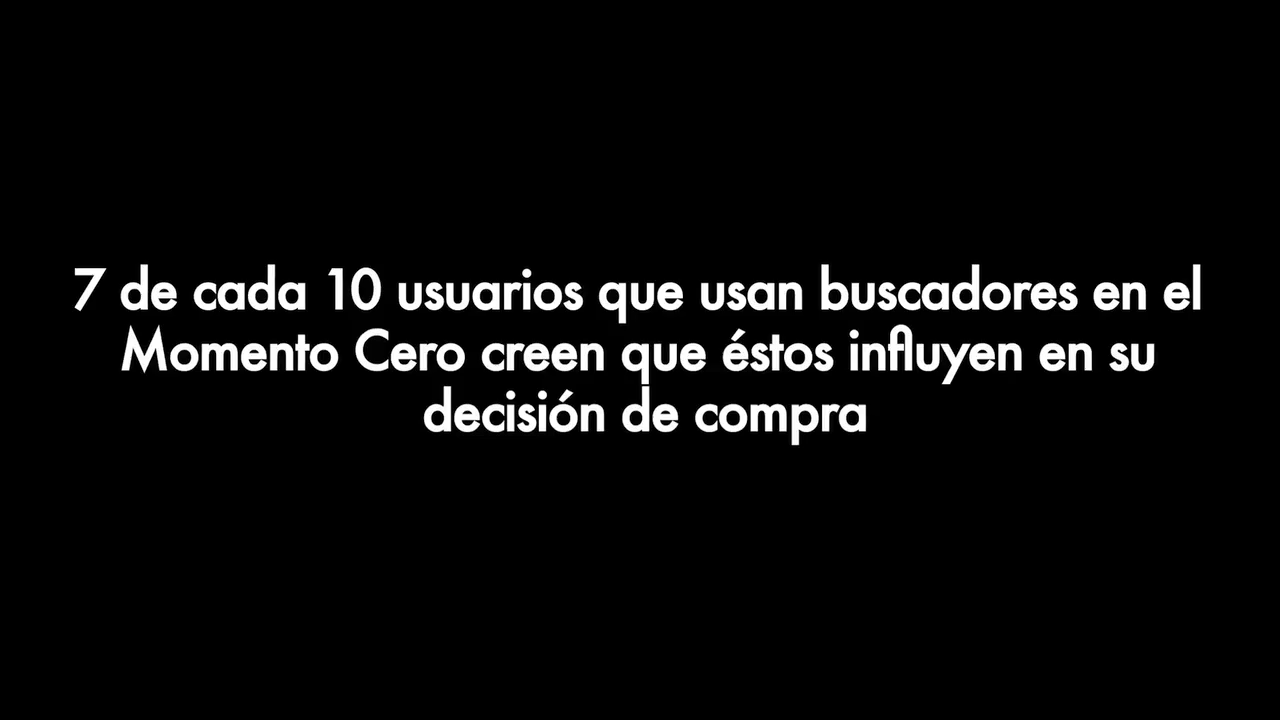 7 de cada 10 usuarios que usan buscadores en el
Momento Cero creen que éstos influyen en su
decisión de compra